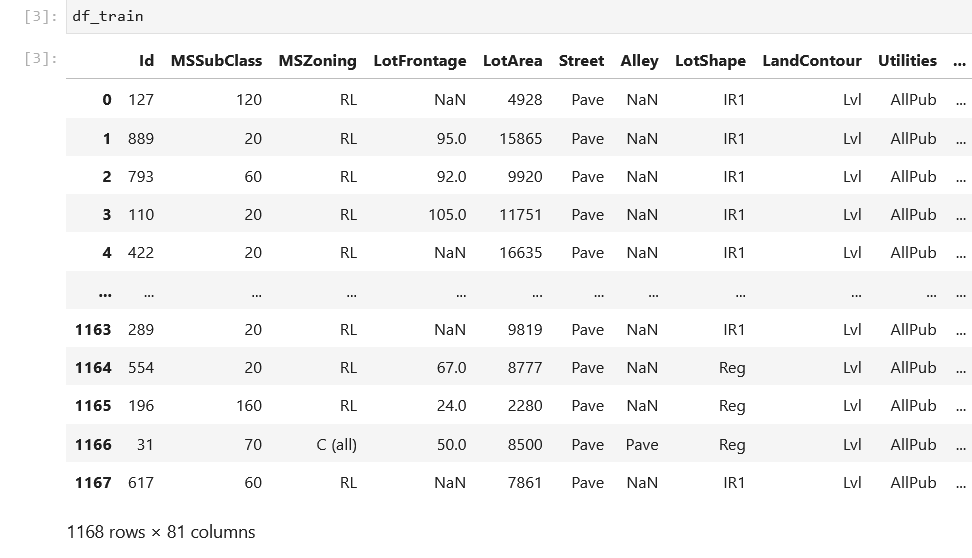 [3]: df_train
[3]:
Id MSSubClass MSZoning LotFrontage LotArea Street Alley LotShape LandContour Utilities ...
0 127 120 RL NaN 4928 Pave NaN IR1 Lvl AllPub ...
1 889 20 RL 95.0 15865 Pave NaN IR1 Lvl AllPub ...
2 793 60 RL 92.0 9920 Pave NaN IR1 Lvl AllPub ...
3 110 20 RL 105.0 11751 Pave NaN IR1 Lvl AllPub ...
4 422 20 RL NaN 16635 Pave NaN IR1 Lvl AllPub ...
... ... ... ... ... ... ... ... ... ... ... ...
1163 289 20 RL NaN 9819 Pave NaN IR1 Lvl AllPub ...
1164 554 20 RL 67.0 8777 Pave NaN Reg Lvl AllPub ...
1165 196 160 RL 24.0 2280 Pave NaN Reg Lvl AllPub ...
1166 31 70 C (all) 50.0 8500 Pave Pave Reg Lvl AllPub ...
1167 617 60 RL NaN 7861 Pave NaN IR1 Lvl AllPub ...
1168 rows × 81 columns